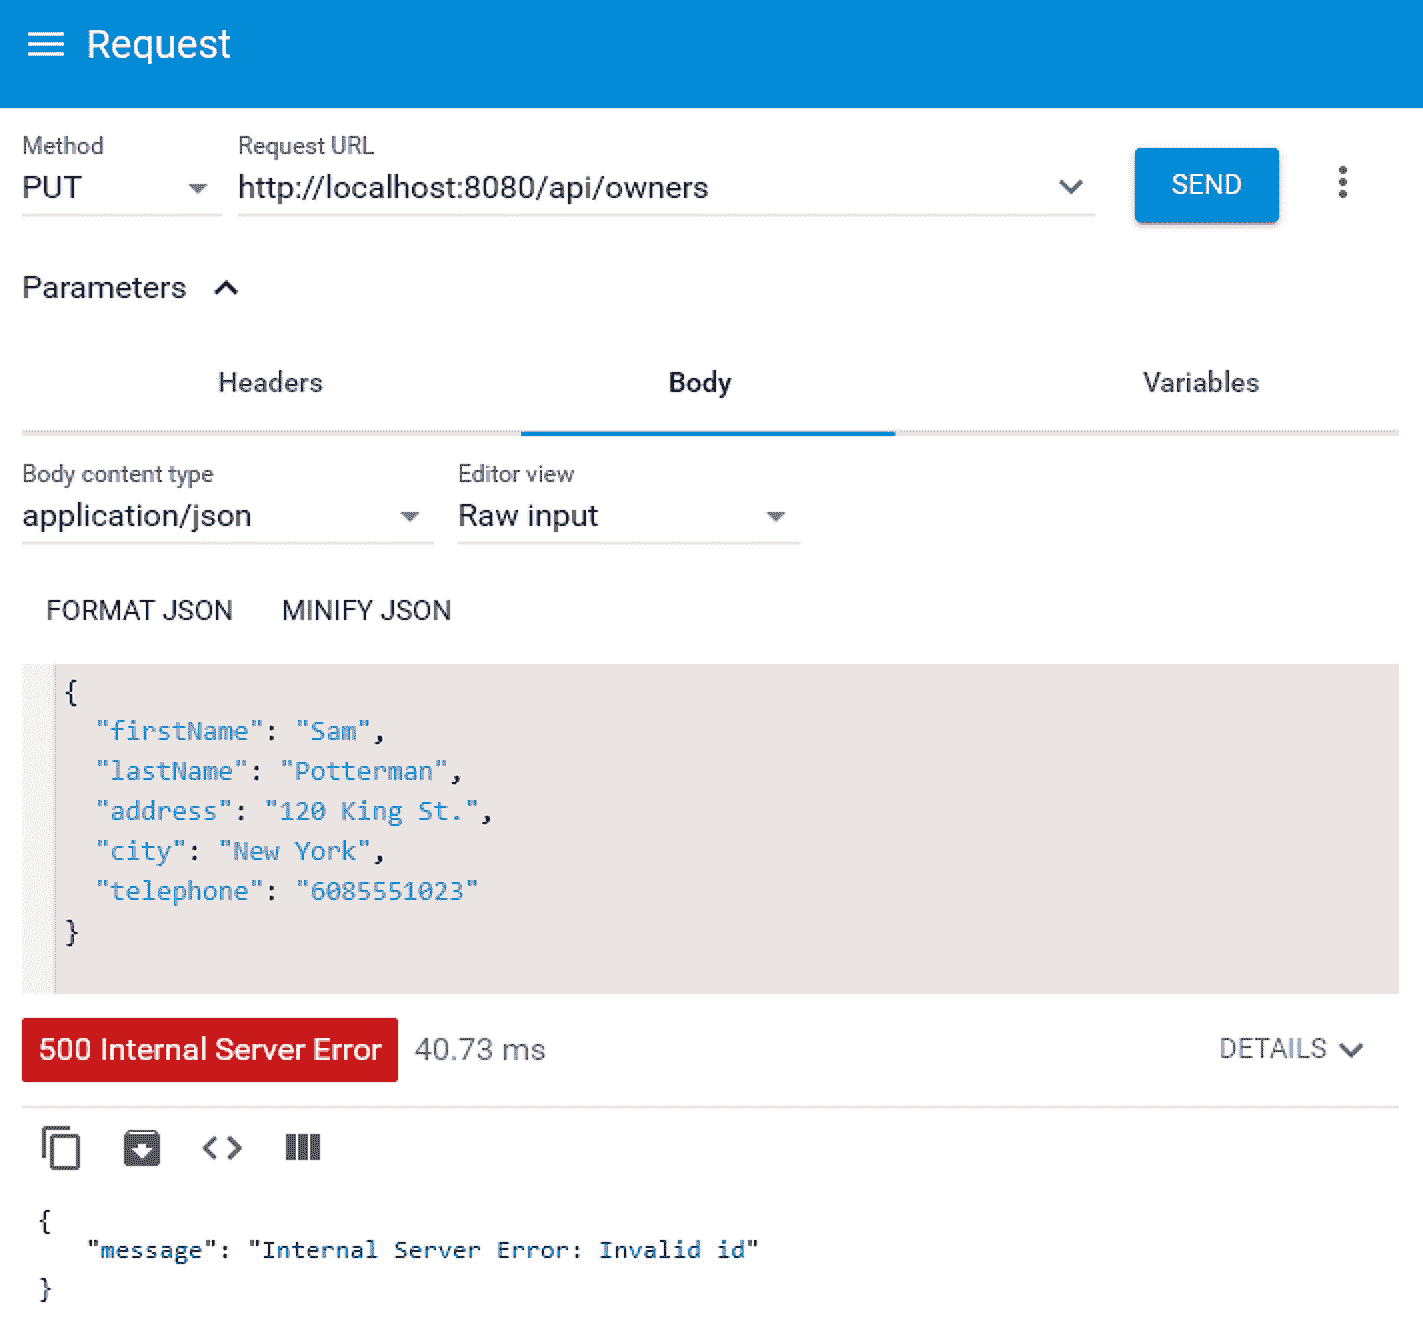 Request
Method
Request URL
PUT
http://localhost:8080/api/owners
SEND
Parameters
Headers
Body
Variables
Body content type
Editor view
application/json
Raw input
FORMAT JSON
MINIFY JSON
{
"firstName": "Sam",
"lastName": "Potterman",
"address": "120 King St.",
"city": "New York",
"telephone": "6085551023"
}
500 Internal Server Error
40.73 ms
DETAILS
{
"message": "Internal Server Error: Invalid id"
}